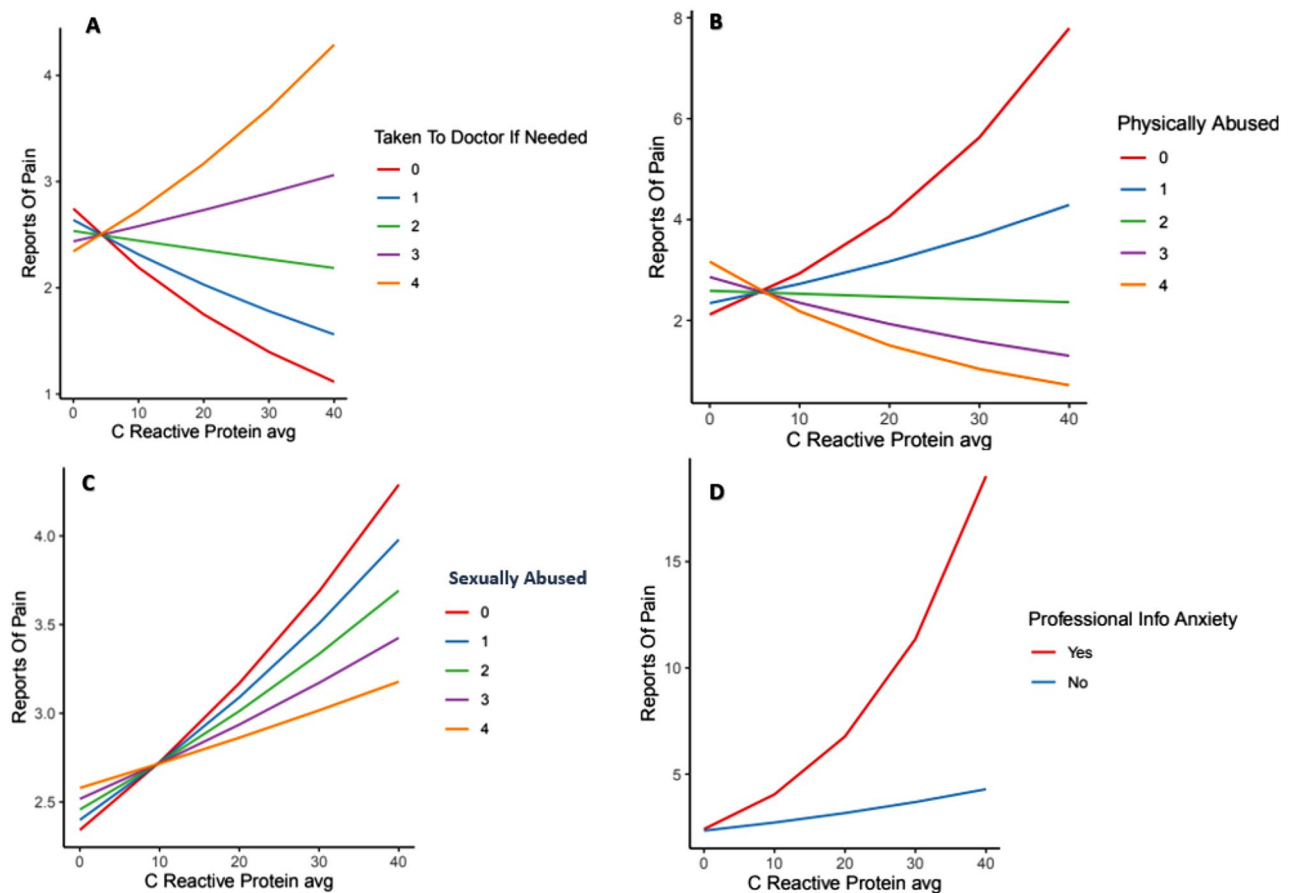 A
Reports Of Pain
4
3
2
1
0 10 20 30 40
C Reactive Protein avg
Taken To Doctor If Needed
0
1
2
3
4
B
Reports Of Pain
8
6
4
2
0 10 20 30 40
C Reactive Protein avg
Physically Abused
0
1
2
3
4
C
Reports Of Pain
4.0
3.5
3.0
2.5
0 10 20 30 40
C Reactive Protein avg
Sexually Abused
0
1
2
3
4
D
Reports Of Pain
15
10
5
0 10 20 30 40
C Reactive Protein avg
Professional Info Anxiety
Yes
No